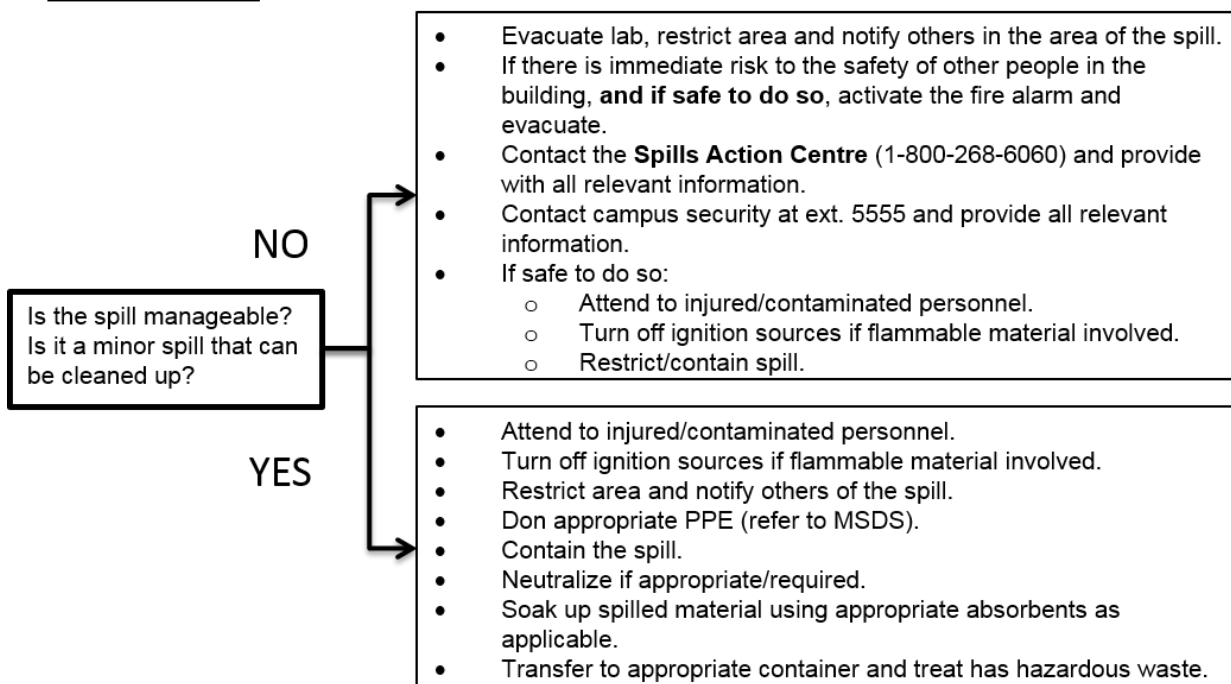 • Evacuate lab, restrict area and notify others in the area of the spill.
• If there is immediate risk to the safety of other people in the
building, and if safe to do so, activate the fire alarm and
evacuate.
• Contact the Spills Action Centre (1-800-268-6060) and provide
with all relevant information.
• Contact campus security at ext. 5555 and provide all relevant
information.
• If safe to do so:
o Attend to injured/contaminated personnel.
o Turn off ignition sources if flammable material involved.
o Restrict/contain spill.
NO
Is the spill manageable?
Is it a minor spill that can
be cleaned up?
YES
• Attend to injured/contaminated personnel.
• Turn off ignition sources if flammable material involved.
• Restrict area and notify others of the spill.
• Don appropriate PPE (refer to MSDS).
• Contain the spill.
• Neutralize if appropriate/required.
• Soak up spilled material using appropriate absorbents as
applicable.
• Transfer to appropriate container and treat has hazardous waste.